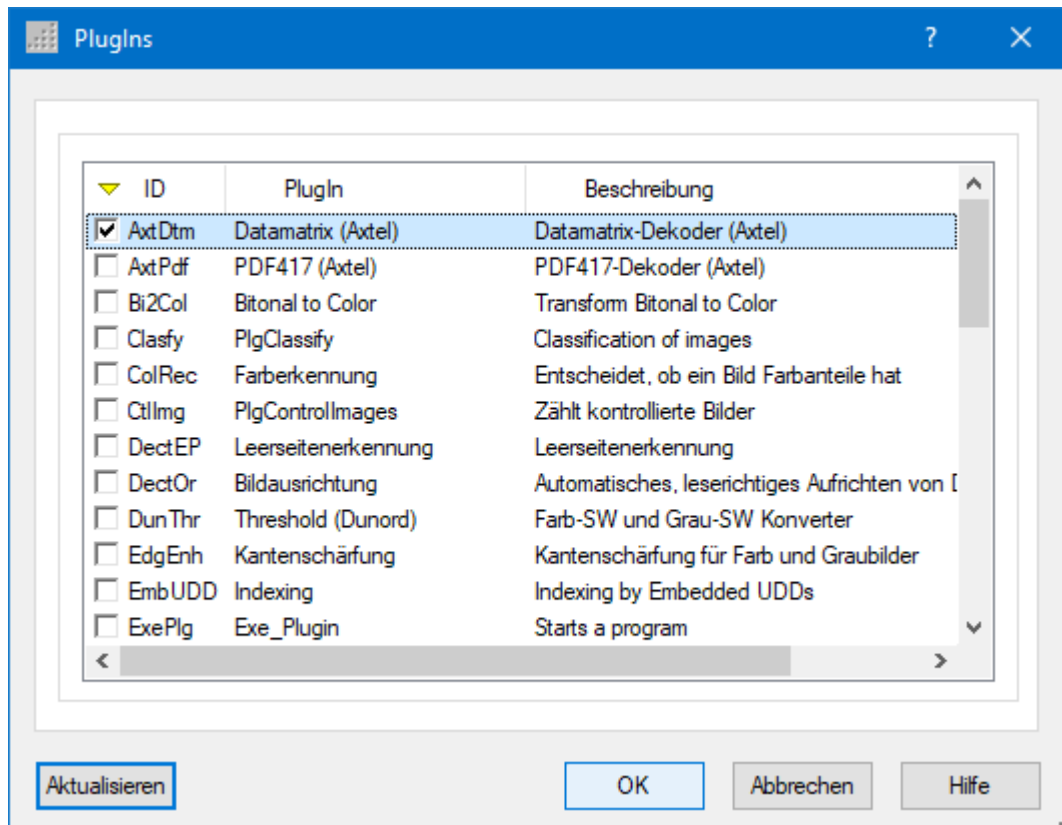 PlugIns
ID PlugIn Beschreibung
AxtDtm Datamatrix (Axtel) Datamatrix-Dekoder (Axtel)
AxtPdf PDF417 (Axtel) PDF417-Dekoder (Axtel)
Bi2Col Bitonal to Color Transform Bitonal to Color
Clasfy PlgClassify Classification of images
ColRec Farberkennung Entscheidet, ob ein Bild Farbanteile hat
CtlImg PlgControlImages Zählt kontrollierte Bilder
DectEP Leerseitenerkennung Leerseitenerkennung
DectOr Bildausrichtung Automatisches, leserichtiges Aufrichten von
DunThr Threshold (Dunord) Farb-SW und Grau-SW Konverter
EdgEnh Kantenschärfung Kantenschärfung für Farb und Graubilder
EmbUDD Indexing Indexing by Embedded UDDs
ExePlg Exe_Plugin Starts a program
Aktualisieren OK Abbrechen Hilfe